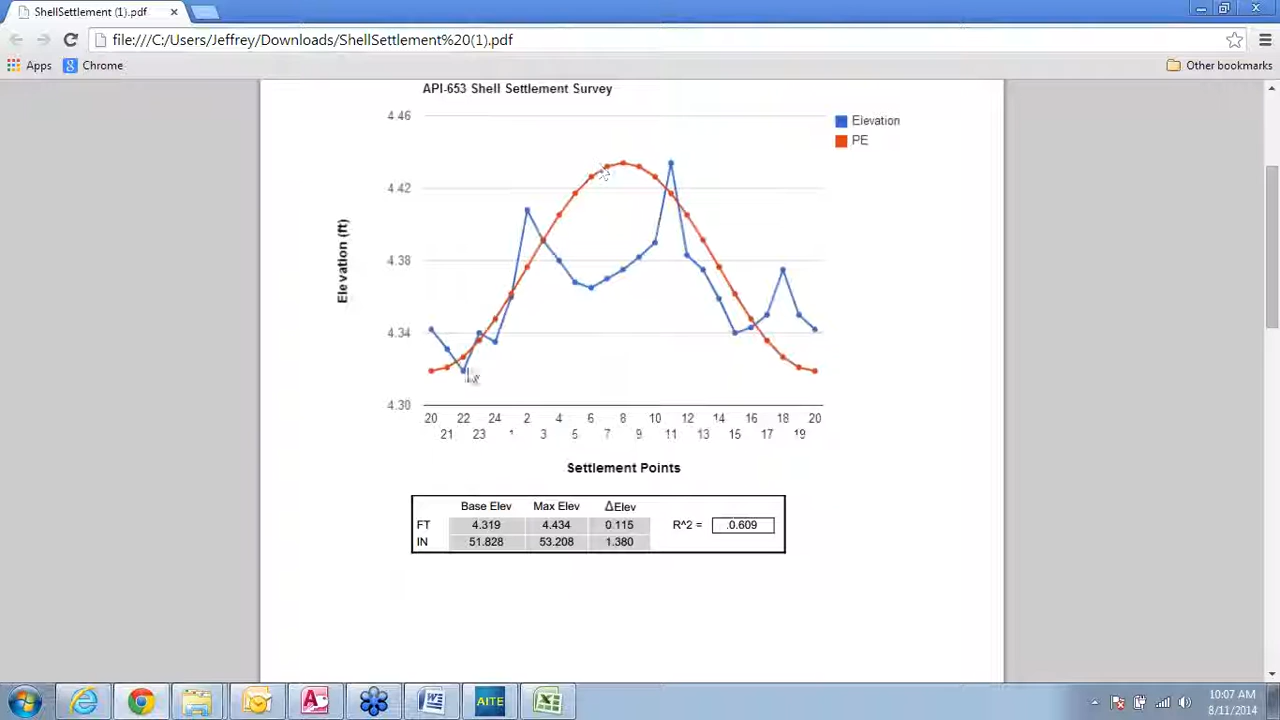 ShellSettlement (1).pdf
file:///C:/Users/Jeffrey/Downloads/ShellSettlement%20(1).pdf
Apps Chrome Other bookmarks
API-653 Shell Settlement Survey
Elevation
PE
4.46
4.42
4.38
4.34
4.30
Elevation (ft)
20 22 24 2 4 6 8 10 12 14 16 18 20
21 23 1 3 5 7 9 11 13 15 17 19
Settlement Points
Base Elev Max Elev ΔElev
FT 4.319 4.434 0.115 R^2 = .0.609
IN 51.828 53.208 1.380
AITE
10:07 AM
8/11/2014